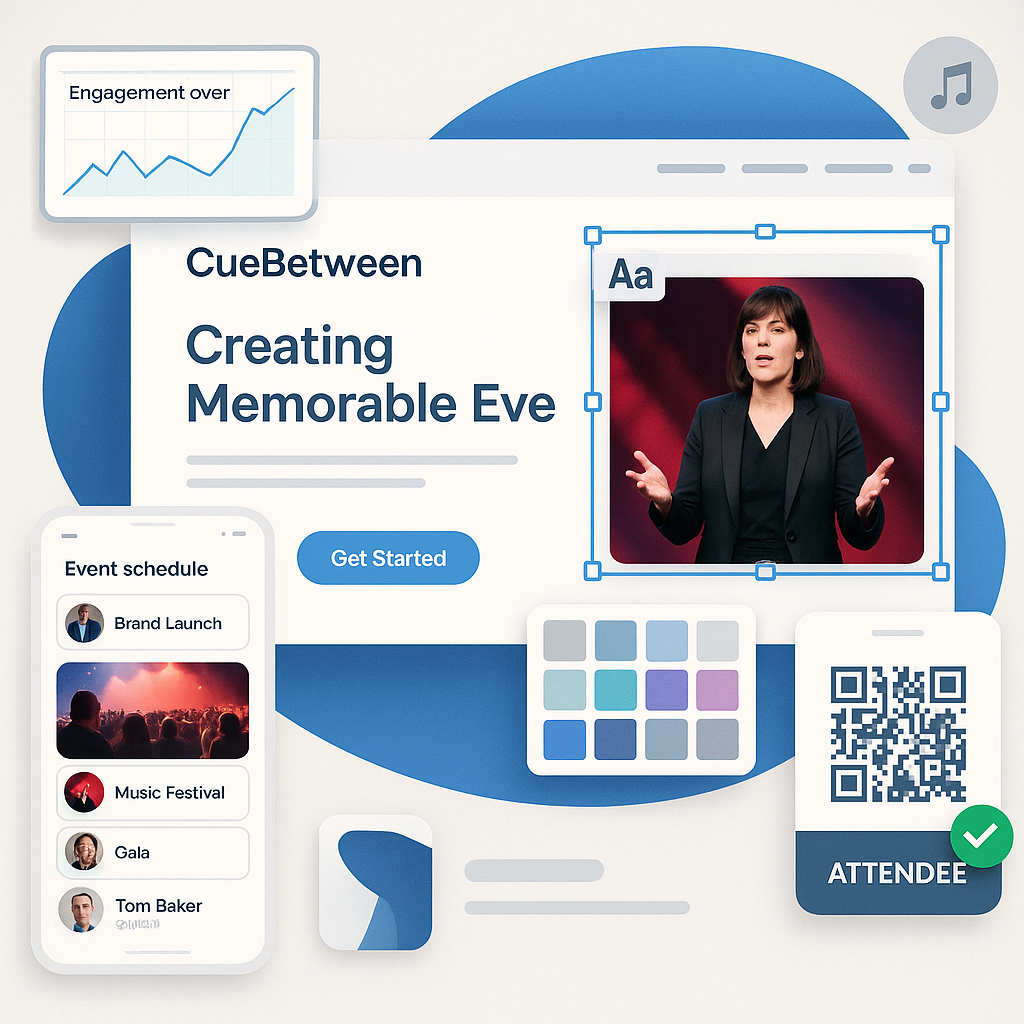 Engagement over
CueBetween
Creating
Memorable Eve
Get Started
Aa
Event schedule
Brand Launch
Music Festival
Gala
Tom Baker
ATTENDEE